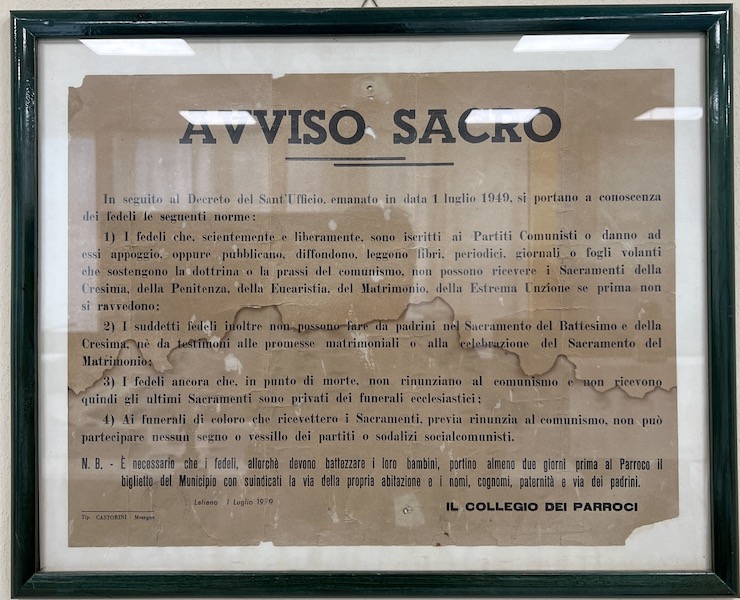 AVVISO SACRO
In seguito al Decreto del Sant'Ufficio, emanato in data 1 luglio 1949, si portano a conoscenza
dei fedeli le seguenti norme:
1) I fedeli che, scientemente e liberamente, sono iscritti ai Partiti Comunisti o danno ad
essi appoggio, oppure pubblicano, diffondono, leggono libri, periodici, giornali o fogli volanti
che sostengono la dottrina o la prassi del comunismo, non possono ricevere i Sacramenti della
Cresima, della Penitenza, della Eucaristia, del Matrimonio, della Estrema Unzione se prima non
si ravvedono;
2) I suddetti fedeli inoltre non possono fare da padrini nel Sacramento del Battesimo e della
Cresima, nè da testimoni alle promesse matrimoniali o alla celebrazione del Sacramento del
Matrimonio;
3) I fedeli ancora che, in punto di morte, non rinunziano al comunismo e non ricevono
quindi gli ultimi Sacramenti sono privati dei funerali ecclesiastici;
4) Ai funerali di coloro che ricevettero i Sacramenti, previa rinunzia al comunismo, non può
partecipare nessun segno o vessillo dei partiti o sodalizi socialcomunisti.
N. B. - È necessario che i fedeli, allorchè devono battezzare i loro bambini, portino almeno due giorni prima al Parroco il
biglietto del Municipio con suindicati la via della propria abitazione e i nomi, cognomi, paternità e via dei padrini.
Latiano 1 Luglio 1959
IL COLLEGIO DEI PARROCI
Tip. CASTORINI - Mesagne